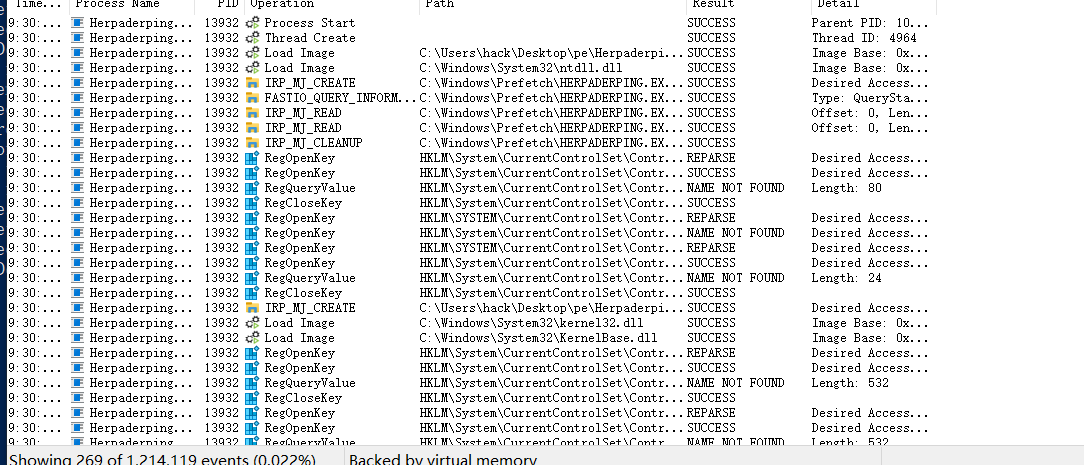 Time... Process Name PID Operation Path Result Detail
9:30:... Herpaderping... 13932 Process Start SUCCESS Parent PID: 10...
9:30:... Herpaderping... 13932 Thread Create SUCCESS Thread ID: 4964
9:30:... Herpaderping... 13932 Load Image C:\Users\hack\Desktop\pe\Herpaderpi... SUCCESS Image Base: 0x...
9:30:... Herpaderping... 13932 Load Image C:\Windows\System32\ntdll.dll SUCCESS Image Base: 0x...
9:30:... Herpaderping... 13932 IRP_MJ_CREATE C:\Windows\Prefetch\HERPADERPING.EX... SUCCESS Desired Access...
9:30:... Herpaderping... 13932 FASTIO_QUERY_INFORM... C:\Windows\Prefetch\HERPADERPING.EX... SUCCESS Type: QuerySta...
9:30:... Herpaderping... 13932 IRP_MJ_READ C:\Windows\Prefetch\HERPADERPING.EX... SUCCESS Offset: 0, Len...
9:30:... Herpaderping... 13932 IRP_MJ_READ C:\Windows\Prefetch\HERPADERPING.EX... SUCCESS Offset: 0, Len...
9:30:... Herpaderping... 13932 IRP_MJ_CLEANUP C:\Windows\Prefetch\HERPADERPING.EX... SUCCESS
9:30:... Herpaderping... 13932 RegOpenKey HKLM\System\CurrentControlSet\Contr... REPARSE Desired Access...
9:30:... Herpaderping... 13932 RegOpenKey HKLM\System\CurrentControlSet\Contr... SUCCESS Desired Access...
9:30:... Herpaderping... 13932 RegQueryValue HKLM\System\CurrentControlSet\Contr... NAME NOT FOUND Length: 80
9:30:... Herpaderping... 13932 RegCloseKey HKLM\System\CurrentControlSet\Contr... SUCCESS
9:30:... Herpaderping... 13932 RegOpenKey HKLM\SYSTEM\CurrentControlSet\Contr... REPARSE Desired Access...
9:30:... Herpaderping... 13932 RegOpenKey HKLM\System\CurrentControlSet\Contr... NAME NOT FOUND Desired Access...
9:30:... Herpaderping... 13932 RegOpenKey HKLM\SYSTEM\CurrentControlSet\Contr... REPARSE Desired Access...
9:30:... Herpaderping... 13932 RegOpenKey HKLM\System\CurrentControlSet\Contr... SUCCESS Desired Access...
9:30:... Herpaderping... 13932 RegQueryValue HKLM\System\CurrentControlSet\Contr... NAME NOT FOUND Length: 24
9:30:... Herpaderping... 13932 RegCloseKey HKLM\System\CurrentControlSet\Contr... SUCCESS
9:30:... Herpaderping... 13932 IRP_MJ_CREATE C:\Users\hack\Desktop\pe\Herpaderpi... SUCCESS Desired Access...
9:30:... Herpaderping... 13932 Load Image C:\Windows\System32\kernel32.dll SUCCESS Image Base: 0x...
9:30:... Herpaderping... 13932 Load Image C:\Windows\System32\KernelBase.dll SUCCESS Image Base: 0x...
9:30:... Herpaderping... 13932 RegOpenKey HKLM\System\CurrentControlSet\Contr... REPARSE Desired Access...
9:30:... Herpaderping... 13932 RegOpenKey HKLM\System\CurrentControlSet\Contr... SUCCESS Desired Access...
9:30:... Herpaderping... 13932 RegQueryValue HKLM\System\CurrentControlSet\Contr... NAME NOT FOUND Length: 532
9:30:... Herpaderping... 13932 RegCloseKey HKLM\System\CurrentControlSet\Contr... SUCCESS
9:30:... Herpaderping... 13932 RegOpenKey HKLM\System\CurrentControlSet\Contr... REPARSE Desired Access...
9:30:... Herpaderping... 13932 RegOpenKey HKLM\System\CurrentControlSet\Contr... SUCCESS Desired Access...
9:30:... Herpaderping... 13932 RegQueryValue HKLM\System\CurrentControlSet\Contr... NAME NOT FOUND Length: 532
Showing 269 of 1,214,119 events (0.022%) Backed by virtual memory